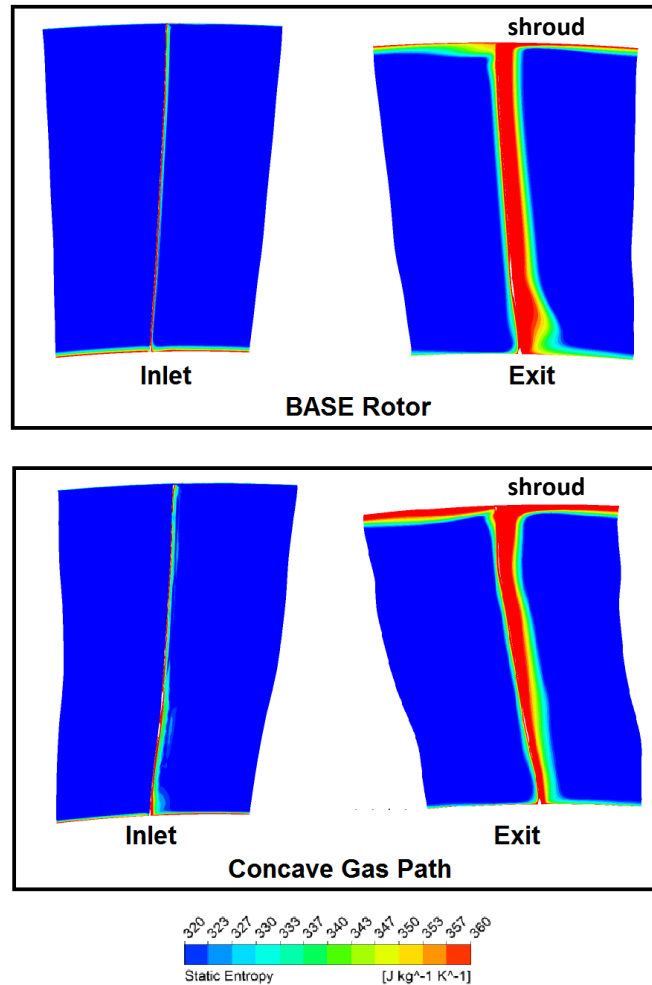 shroud
Inlet Exit
BASE Rotor
shroud
Inlet Exit
Concave Gas Path
320 323 327 330 333 337 340 343 347 350 353 357 360
Static Entropy [J kg^-1 K^-1]